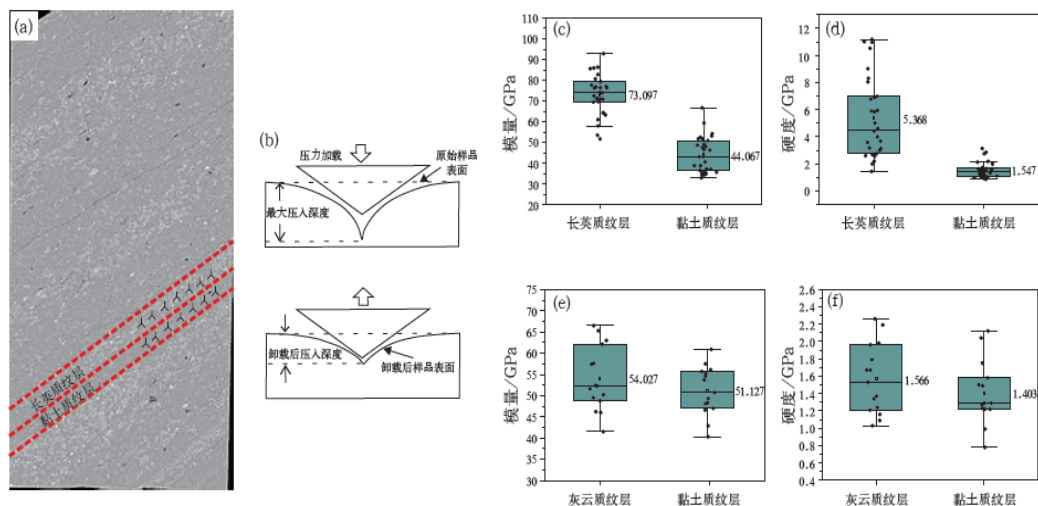 (a)
长英质纹层
黏土质纹层
(b)
压力加载
原始样品
表面
最大压入深度
卸载后压入深度
卸载后样品表面
(c)
模量/GPa
110
100
90
80
70
60
50
40
30
20
73.097
44.067
长英质纹层
黏土质纹层
(d)
硬度/GPa
12
10
8
6
4
2
0
5.368
1.547
长英质纹层
黏土质纹层
(e)
模量/GPa
75
70
65
60
55
50
45
40
35
30
54.027
51.127
灰云质纹层
黏土质纹层
(f)
硬度/GPa
2.6
2.4
2.2
2.0
1.8
1.6
1.4
1.2
1.0
0.8
0.6
0.4
1.566
1.403
灰云质纹层
黏土质纹层